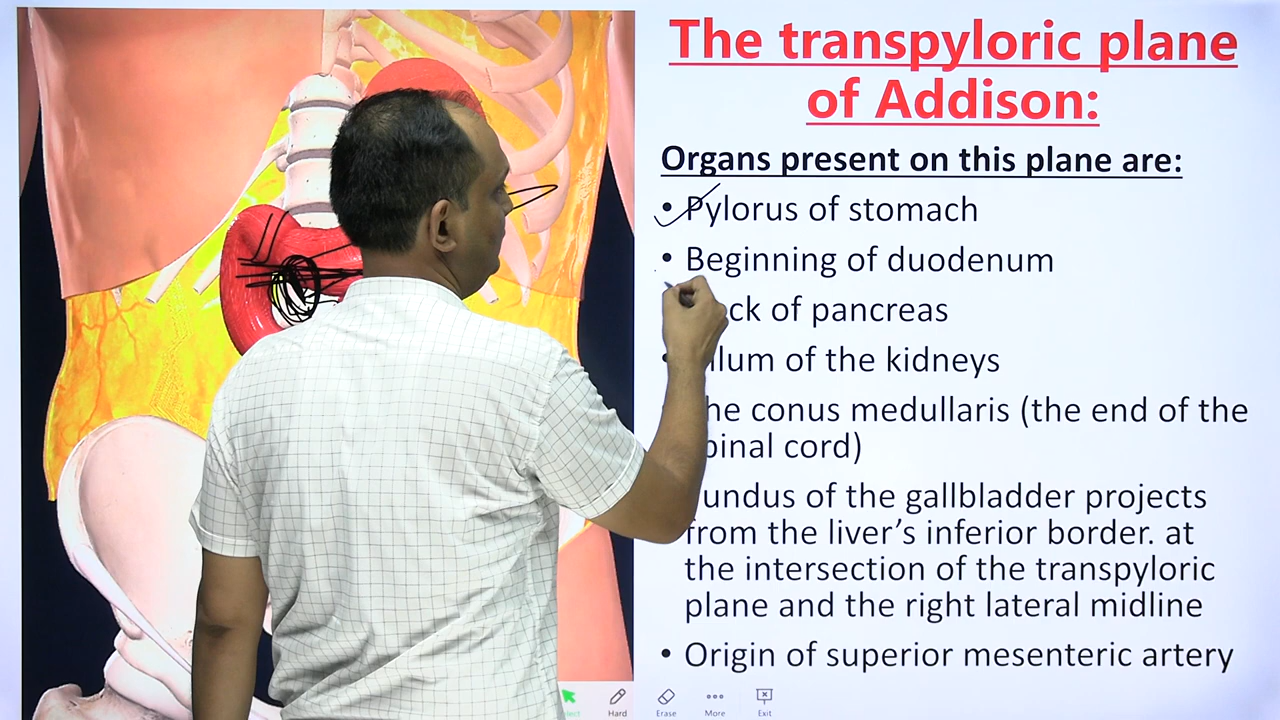 The transpyloric plane
of Addison:
Organs present on this plane are:
• Pylorus of stomach
• Beginning of duodenum
ck of pancreas
• ilum of the kidneys
he conus medullaris (the end of the
pinal cord)
undus of the gallbladder projects
from the liver’s inferior border. at
the intersection of the transpyloric
plane and the right lateral midline
• Origin of superior mesenteric artery
Hard Erase More Exit